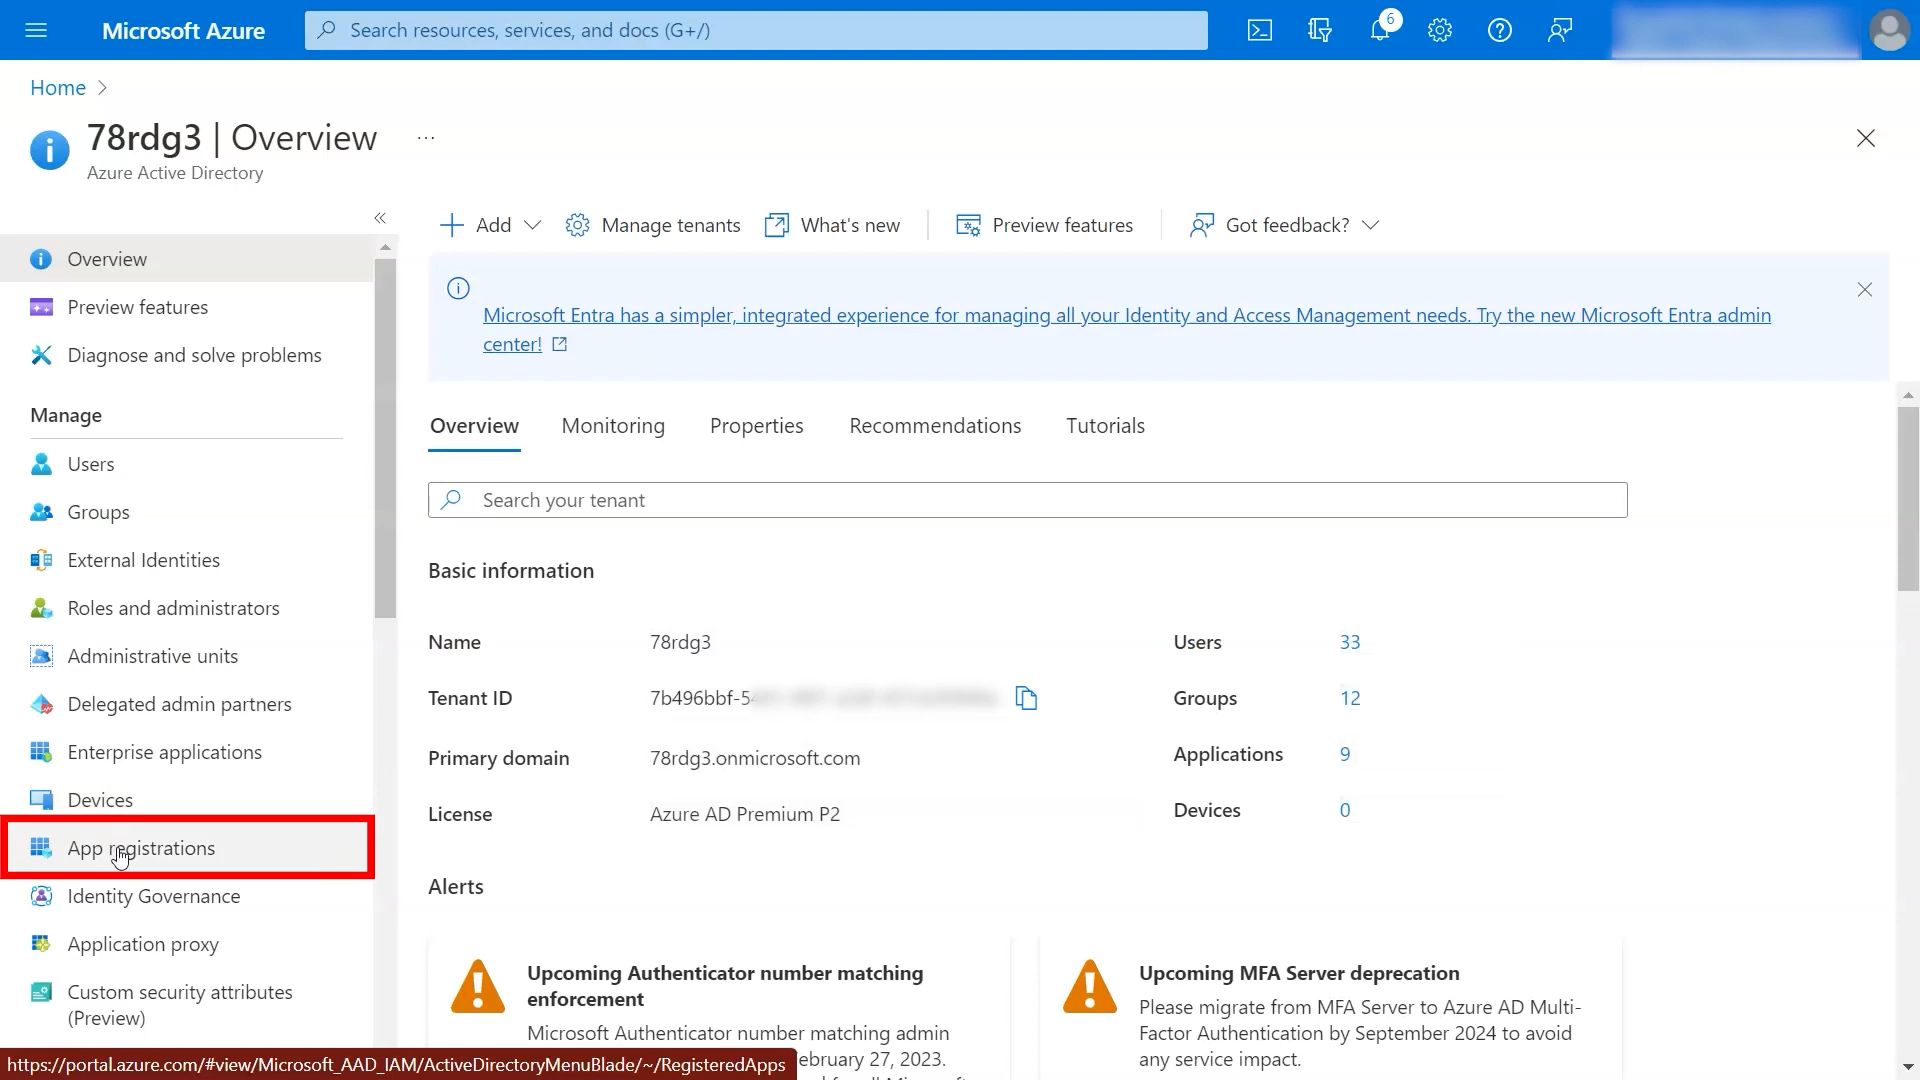 Microsoft Azure
Search resources, services, and docs (G+/)
6
Home
78rdg3 | Overview
...
Azure Active Directory
Add
Manage tenants
What's new
Preview features
Got feedback?
Overview
Preview features
Diagnose and solve problems
Manage
Users
Groups
External Identities
Roles and administrators
Administrative units
Delegated admin partners
Enterprise applications
Devices
App registrations
Identity Governance
Application proxy
Custom security attributes
(Preview)
Microsoft Entra has a simpler, integrated experience for managing all your Identity and Access Management needs. Try the new Microsoft Entra admin
center!
Overview
Monitoring
Properties
Recommendations
Tutorials
Search your tenant
Basic information
Name
78rdg3
Users
33
Tenant ID
7b496bbf-5
Groups
12
Primary domain
78rdg3.onmicrosoft.com
Applications
9
License
Azure AD Premium P2
Devices
0
Alerts
Upcoming Authenticator number matching
enforcement
Microsoft Authenticator number matching admin
ebruary 27, 2023.
Upcoming MFA Server deprecation
Please migrate from MFA Server to Azure AD Multi-
Factor Authentication by September 2024 to avoid
any service impact.
https://portal.azure.com/#view/Microsoft_AAD_IAM/ActiveDirectoryMenuBlade/~/RegisteredApps